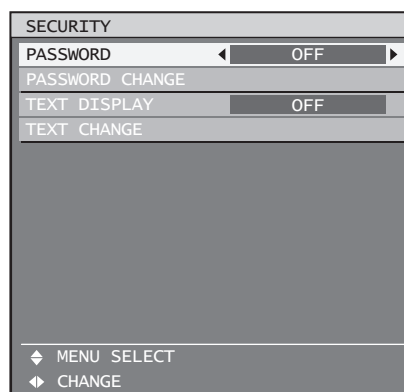 SECURITY
PASSWORD OFF
PASSWORD CHANGE
TEXT DISPLAY OFF
TEXT CHANGE
MENU SELECT
CHANGE